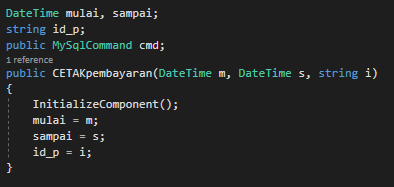 DateTime mulai, sampai;
string id_p;
public MySqlCommand cmd;
1 reference
public CETAKpembayaran(DateTime m, DateTime s, string i)
{
InitializeComponent();
mulai = m;
sampai = s;
id_p = i;
}